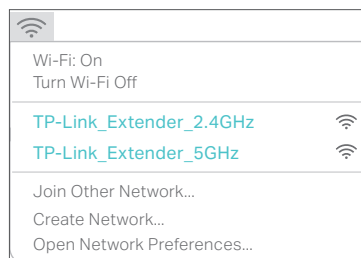 Wi-Fi: On
Turn Wi-Fi Off
TP-Link_Extender_2.4GHz
TP-Link_Extender_5GHz
Join Other Network...
Create Network...
Open Network Preferences...